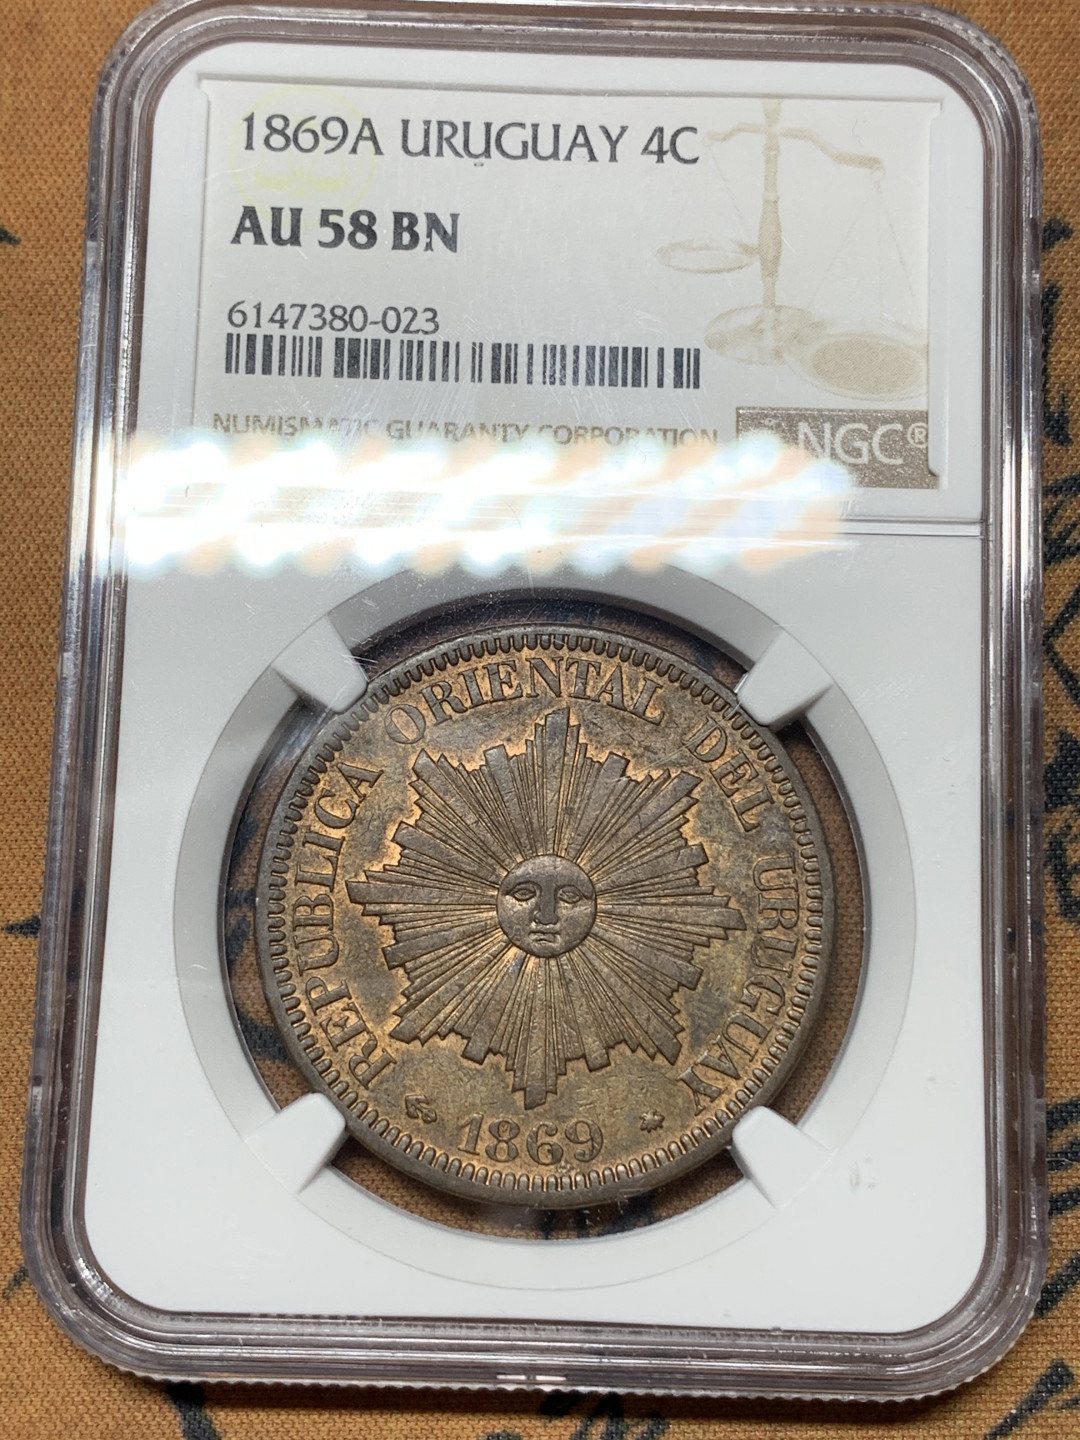 1869A URUGUAY 4C
AU 58 BN
6147380-023
NUMISMATIC GUARANTY CORPORATION
NGC®
REPUBLICA ORIENTAL DEL URUGUAY
1869